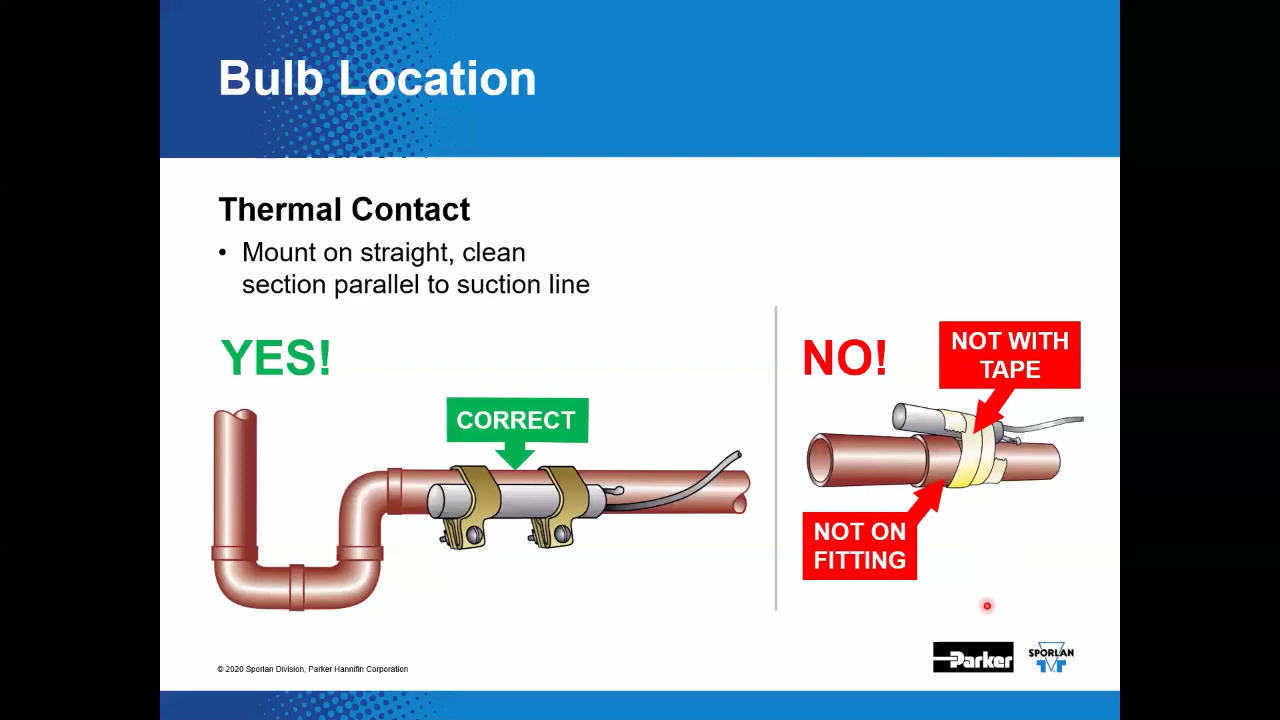 Bulb Location
Thermal Contact
• Mount on straight, clean
section parallel to suction line
YES!
CORRECT
NO!
NOT WITH
TAPE
NOT ON
FITTING
© 2020 Sporlan Division, Parker Hannifin Corporation
Parker
SPORLAN